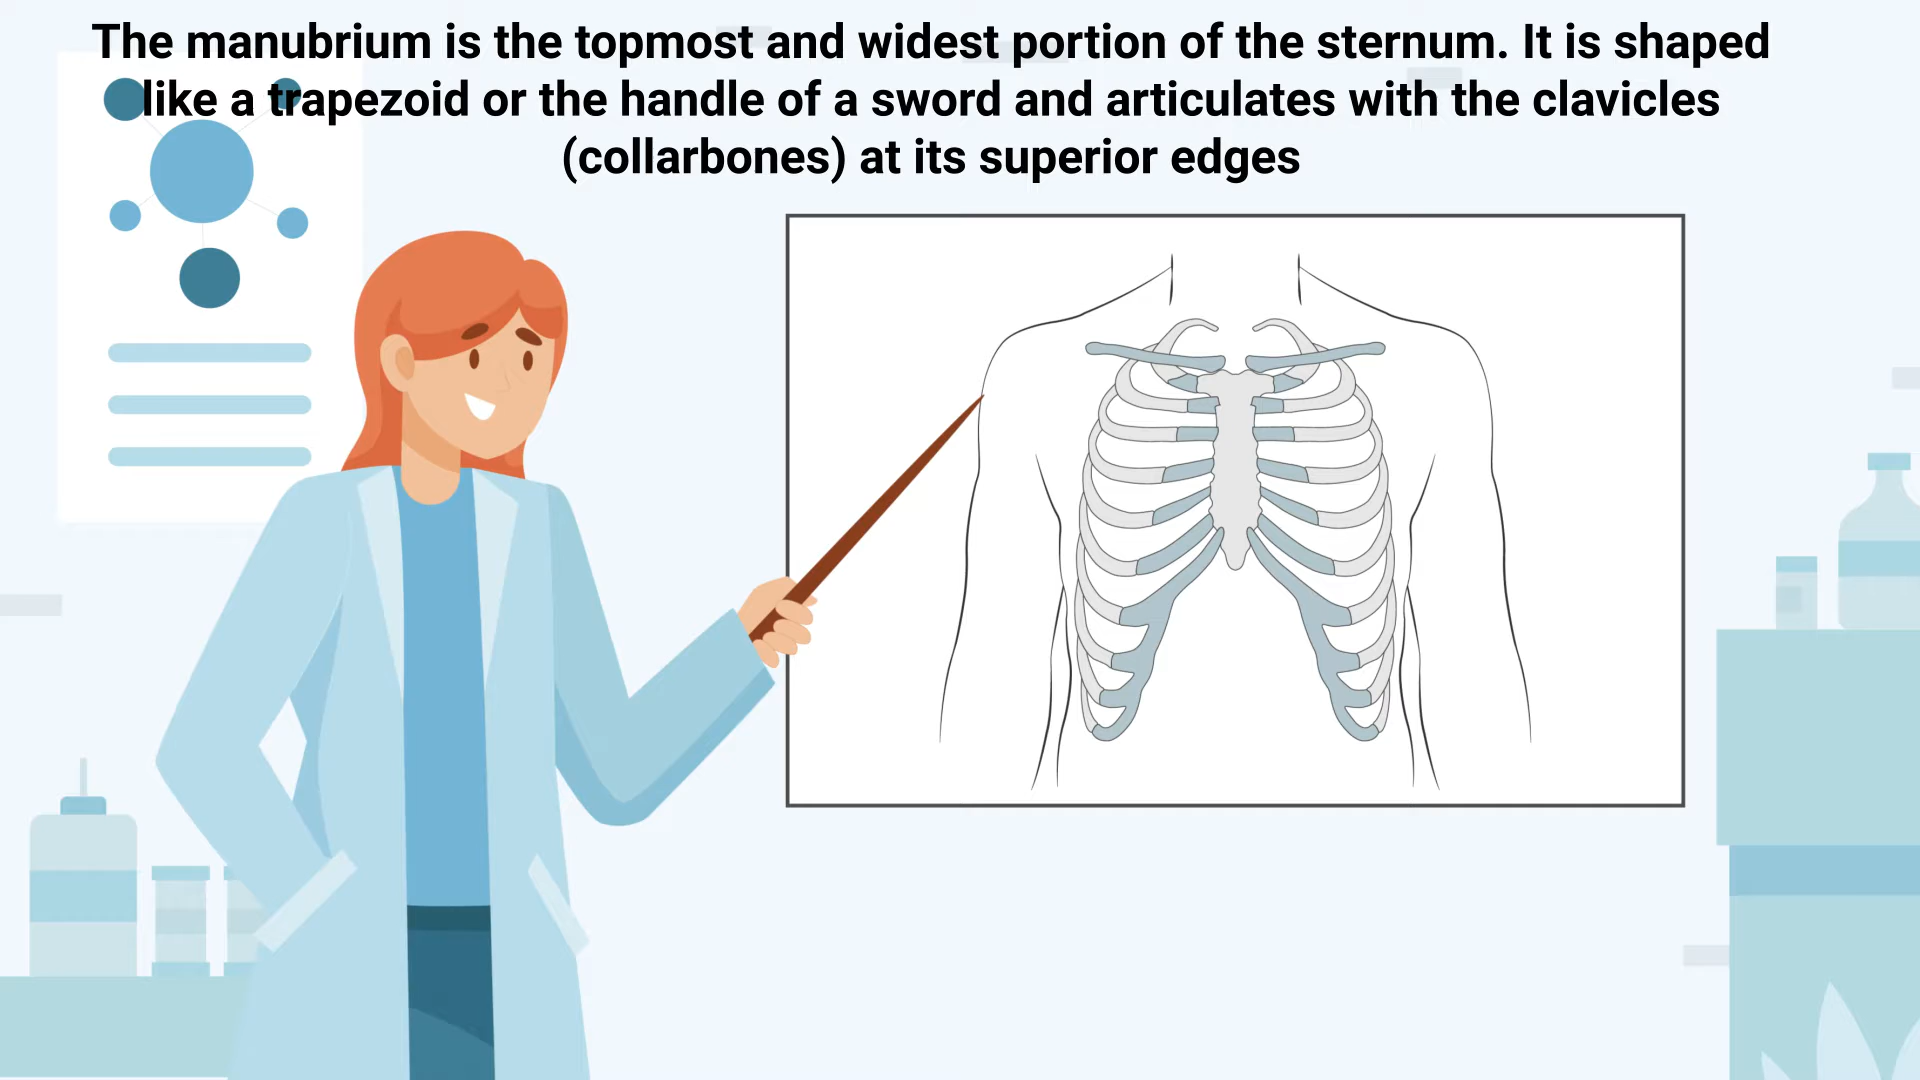 The manubrium is the topmost and widest portion of the sternum. It is shaped
like a trapezoid or the handle of a sword and articulates with the clavicles
(collarbones) at its superior edges